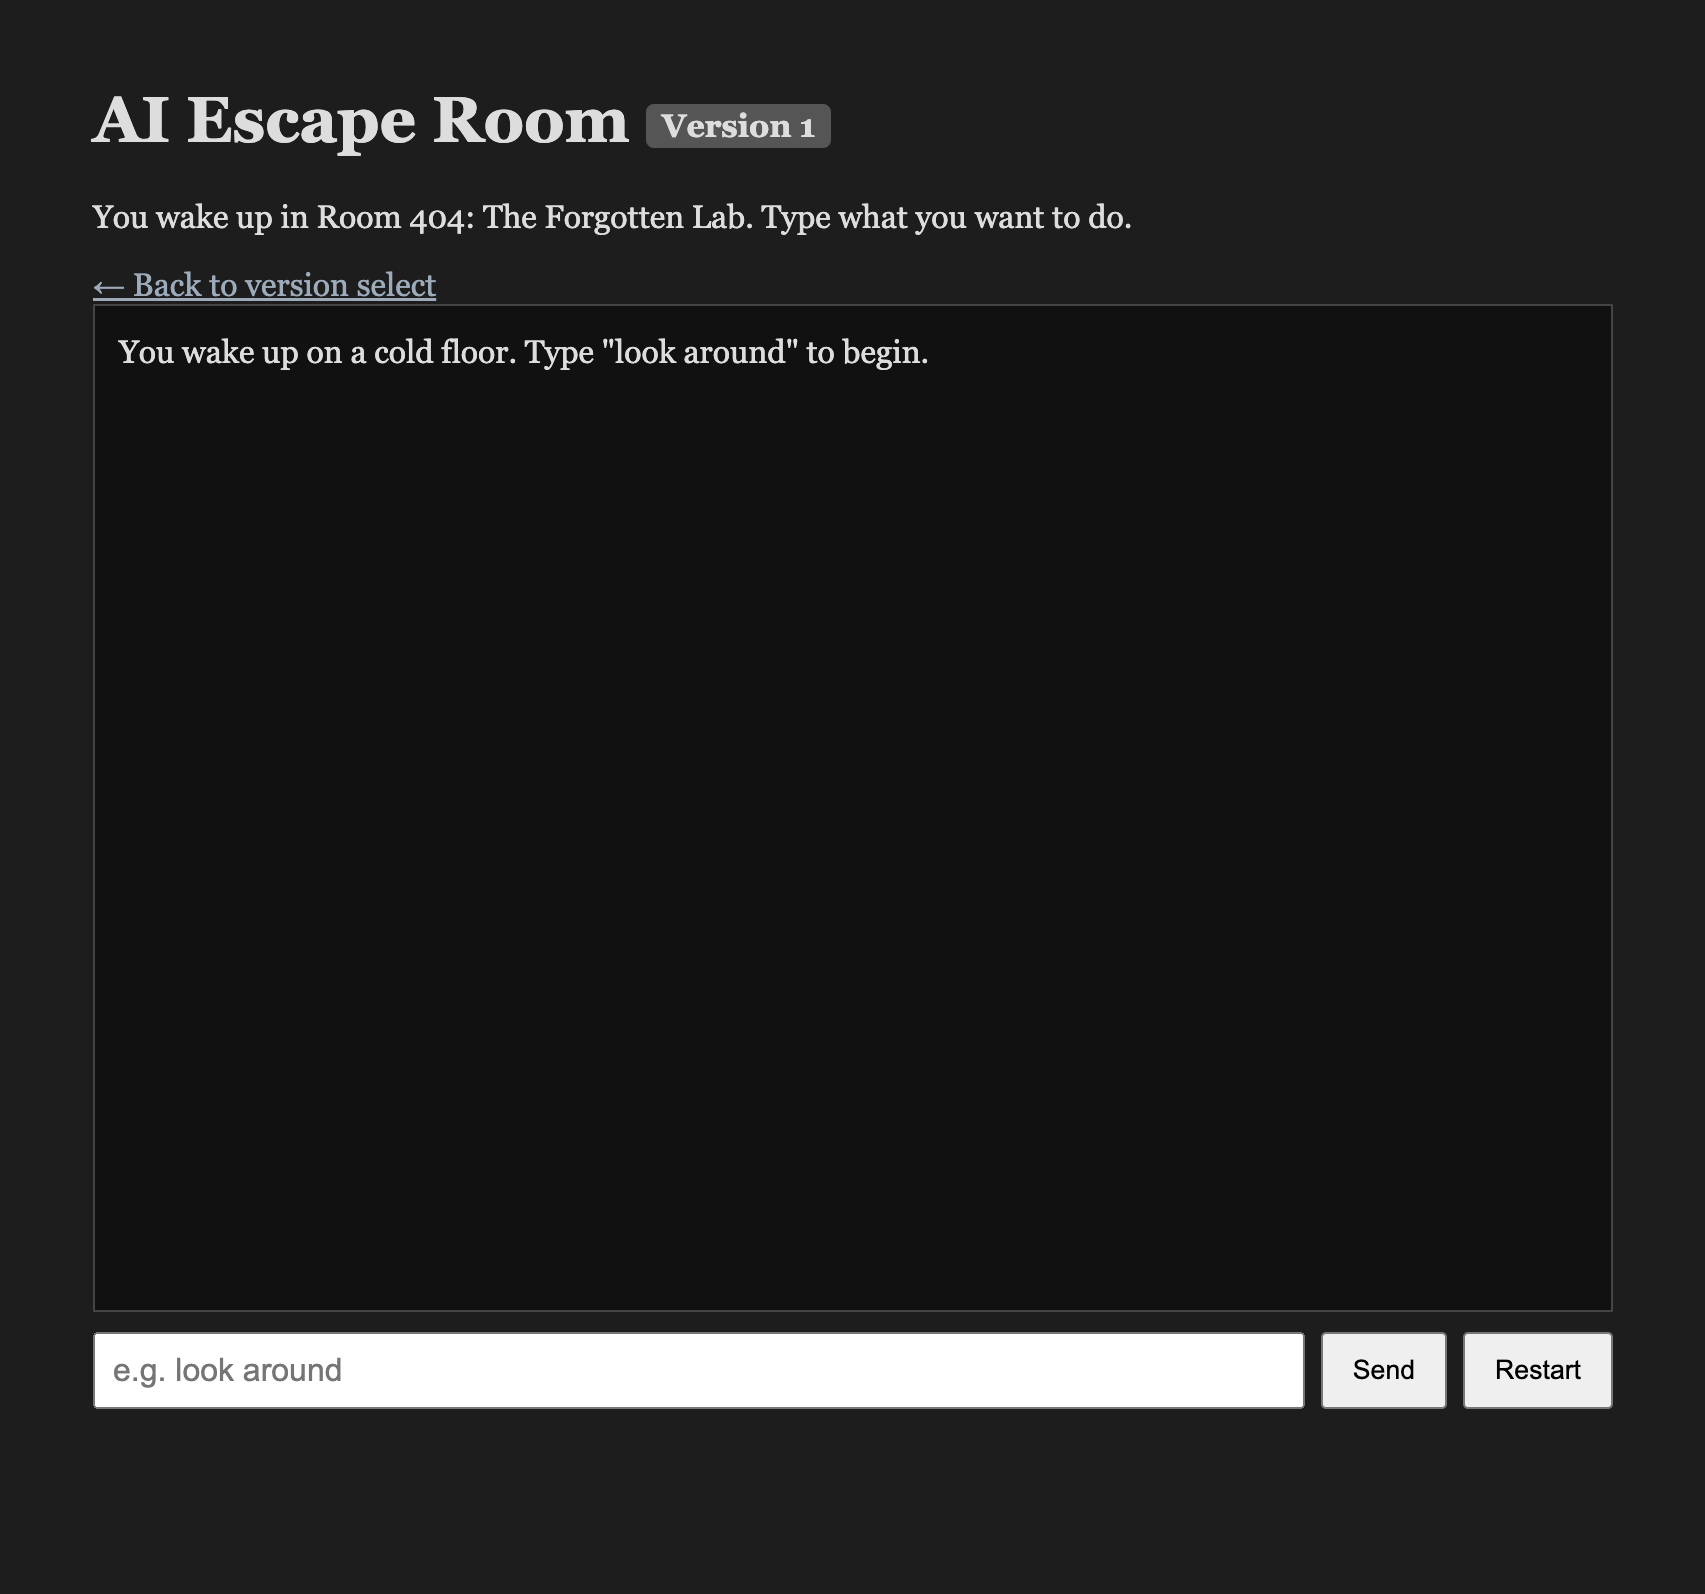 AI Escape Room Version 1
You wake up in Room 404: The Forgotten Lab. Type what you want to do.
← Back to version select
You wake up on a cold floor. Type "look around" to begin.
e.g. look around
Send
Restart